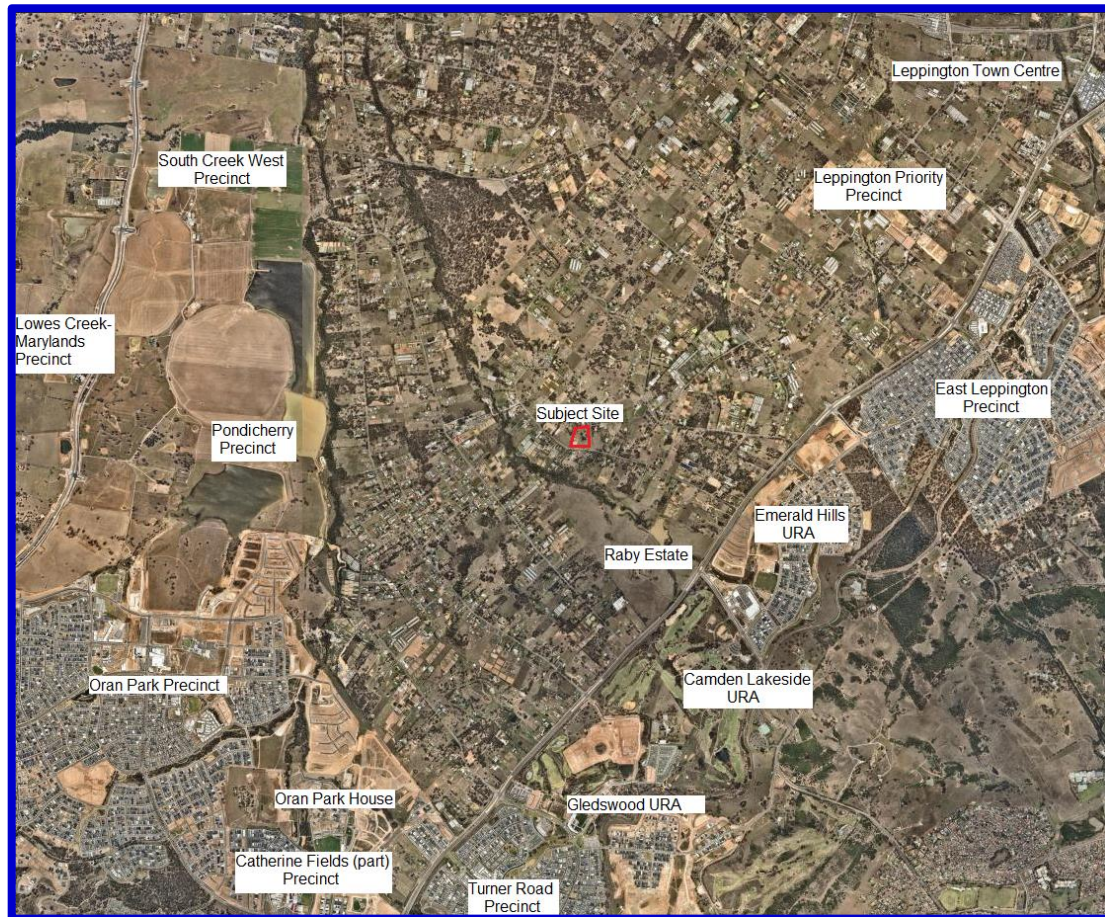 Leppington Town Centre
South Creek West
Precinct
Leppington Priority
Precinct
Lowes Creek-
Marylands
Precinct
East Leppington
Precinct
Subject Site
Pondicherry
Precinct
Emerald Hills
URA
Raby Estate
Oran Park Precinct
Camden Lakeside
URA
Oran Park House
Gledswood URA
Catherine Fields (part)
Precinct
Turner Road
Precinct